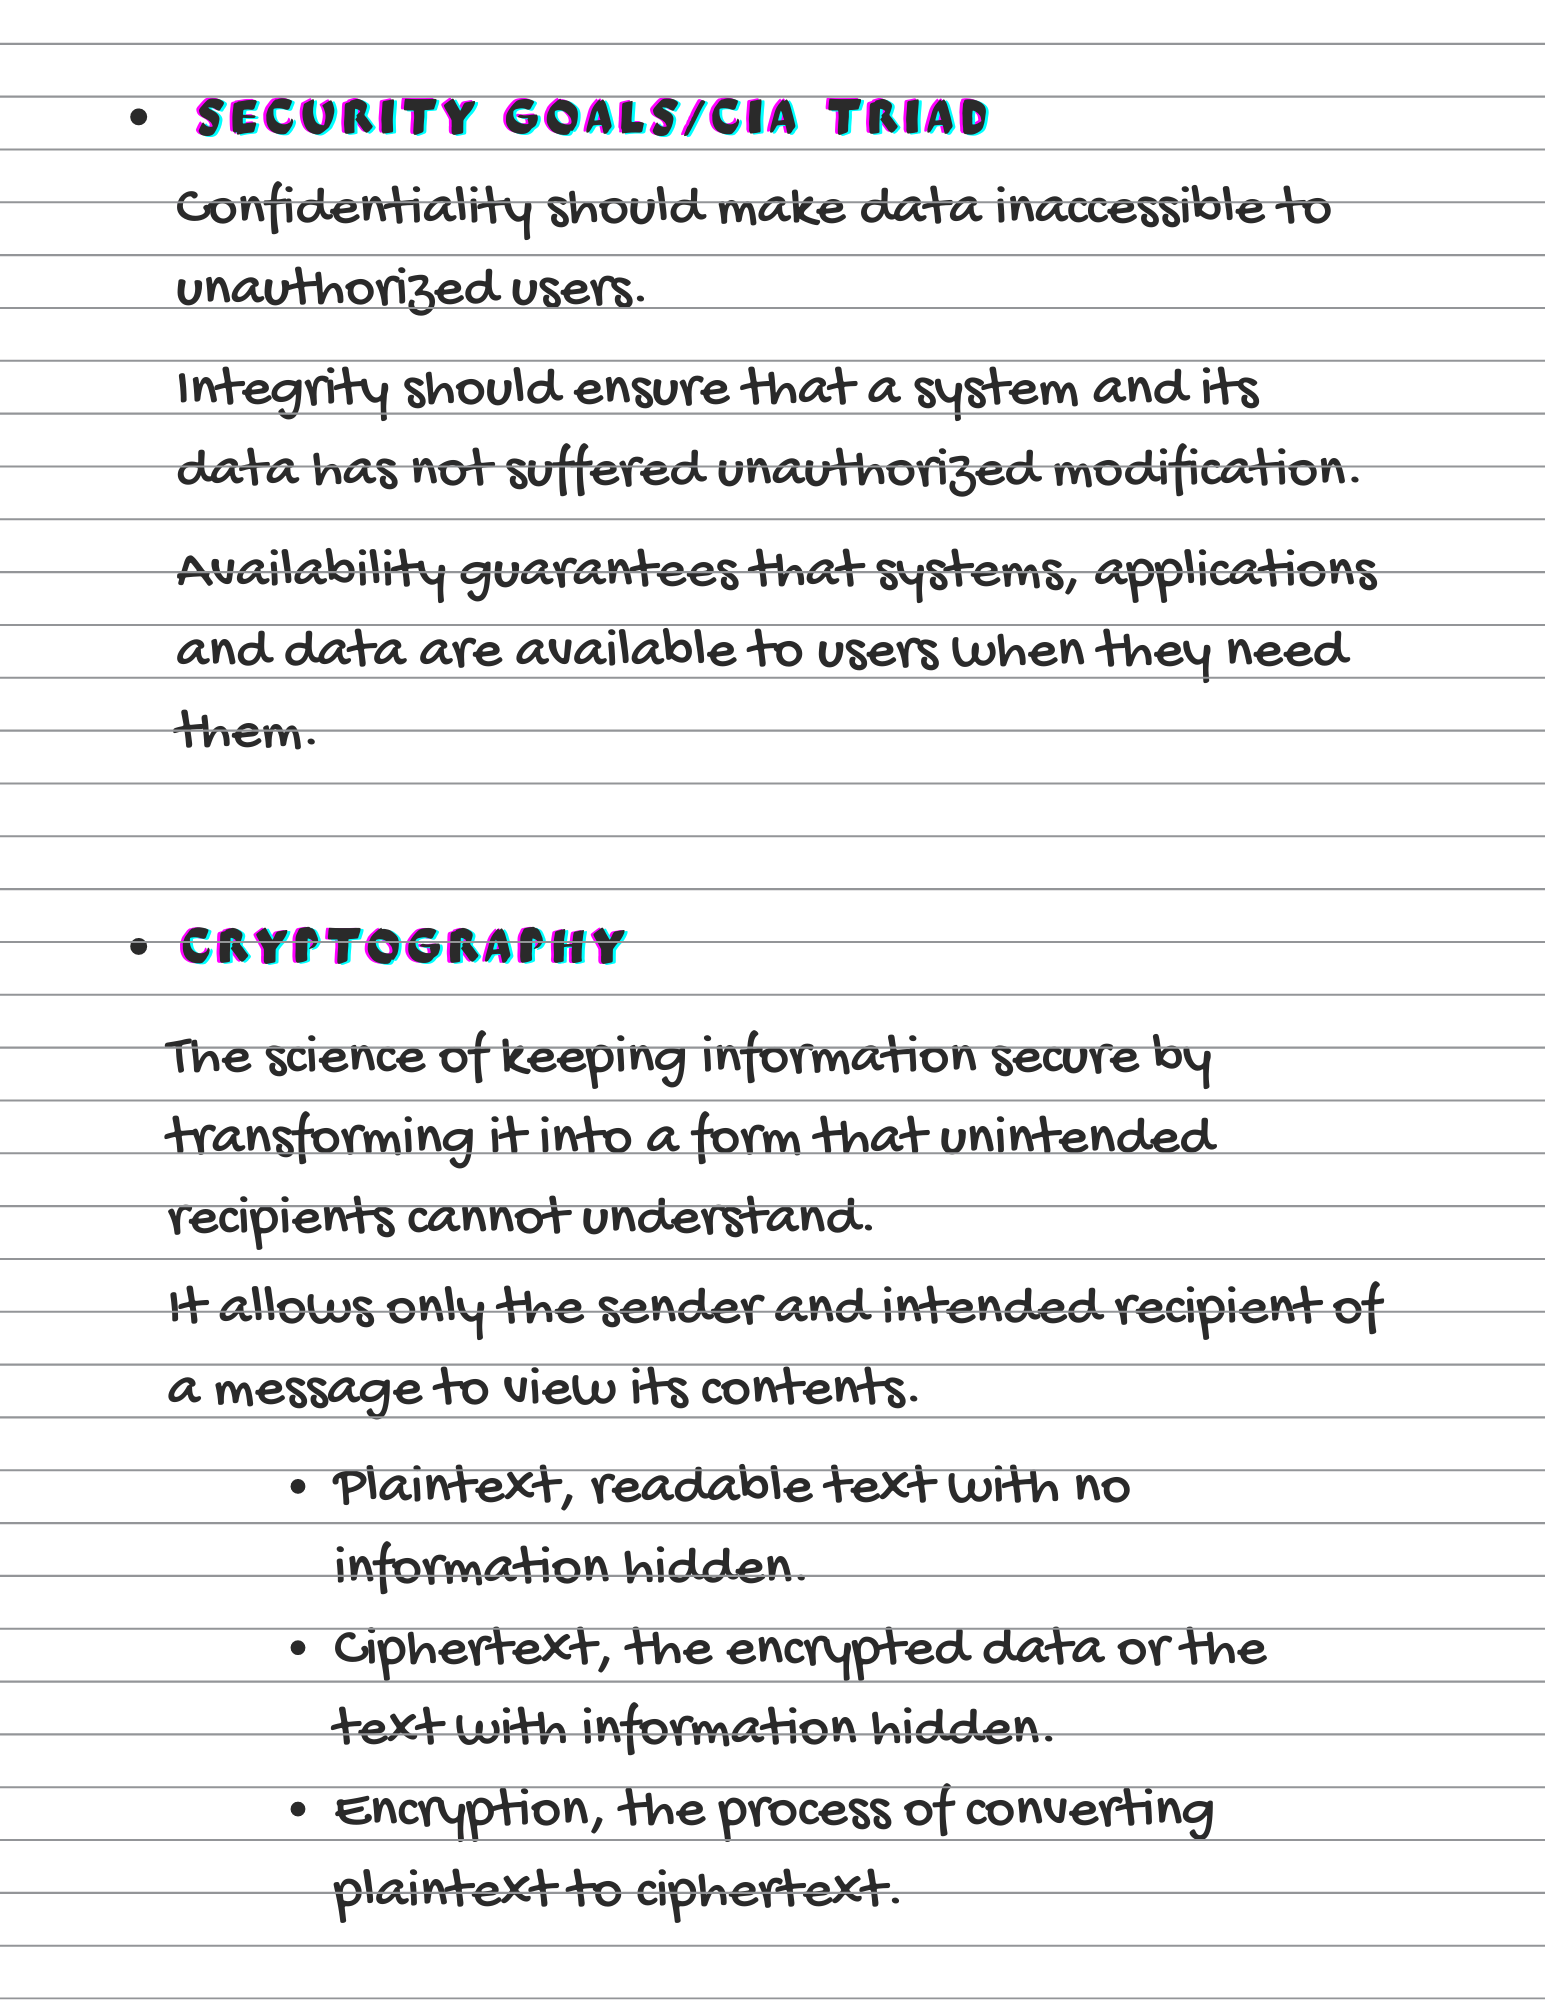 • SECURITY GOALS/CIA TRIAD
Confidentiality should make data inaccessible to
unauthorized users.
Integrity should ensure that a system and its
data has not suffered unauthorized modification.
Availability guarantees that systems, applications
and data are available to users when they need
them.
• CRYPTOGRAPHY
The science of keeping information secure by
transforming it into a form that unintended
recipients cannot understand.
It allows only the sender and intended recipient of
a message to view its contents.
• Plaintext, readable text with no
information hidden.
• Ciphertext, the encrypted data or the
text with information hidden.
• Encryption, the process of converting
plaintext to ciphertext.